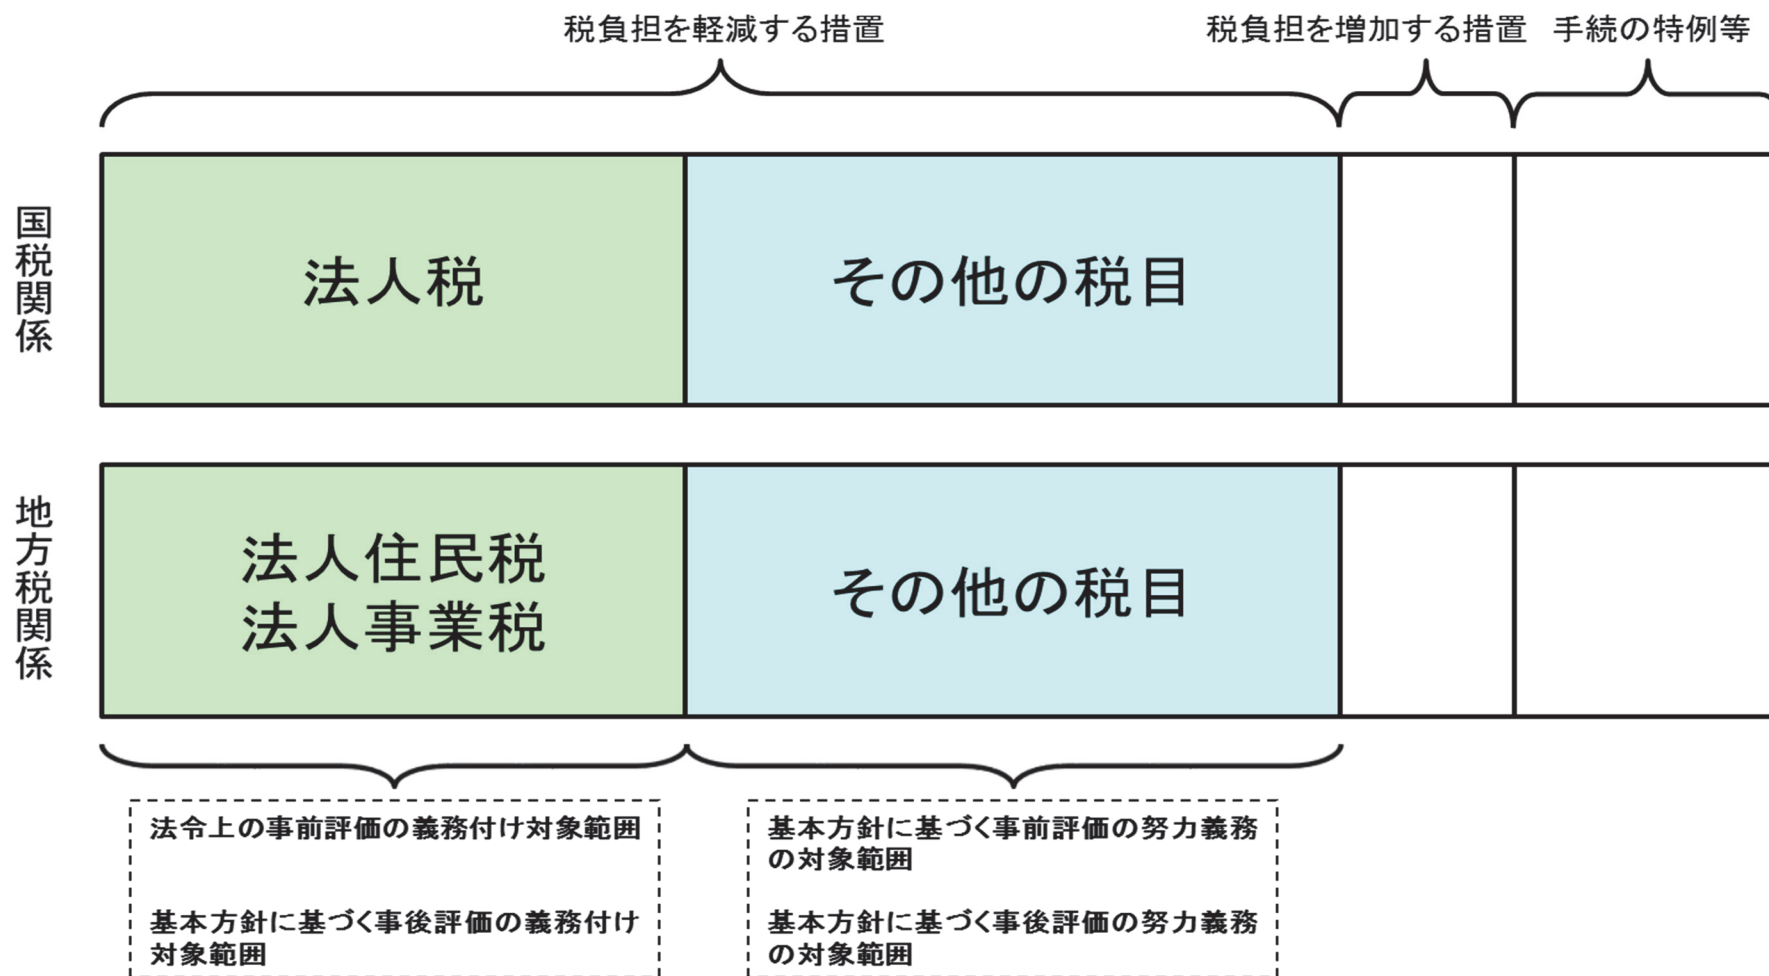 税負担を軽減する措置
税負担を増加する措置
手続の特例等
国税関係
法人税
その他の税目
地方税関係
法人住民税
法人事業税
その他の税目
法令上の事前評価の義務付け対象範囲
基本方針に基づく事後評価の義務付け
対象範囲
基本方針に基づく事前評価の努力義務
の対象範囲
基本方針に基づく事後評価の努力義務
の対象範囲